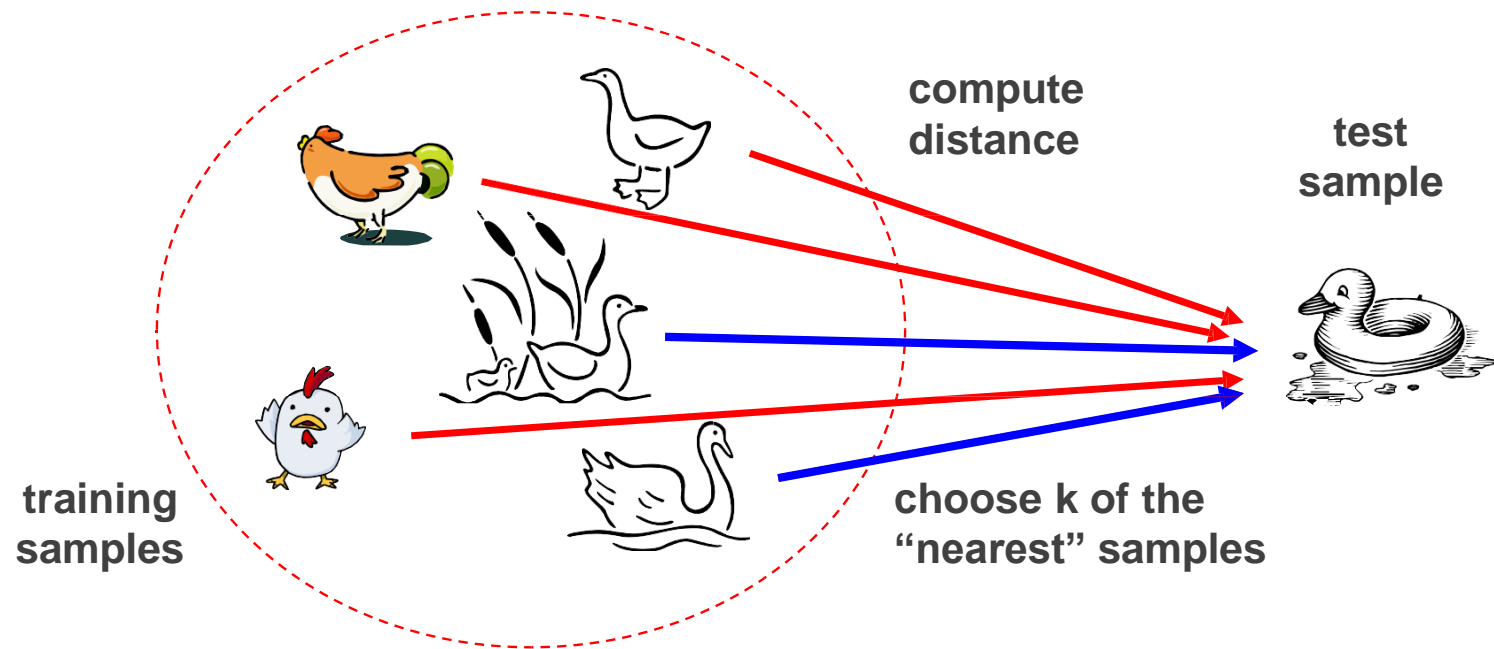 compute
distance
test
sample
training
samples
choose k of the
“nearest” samples